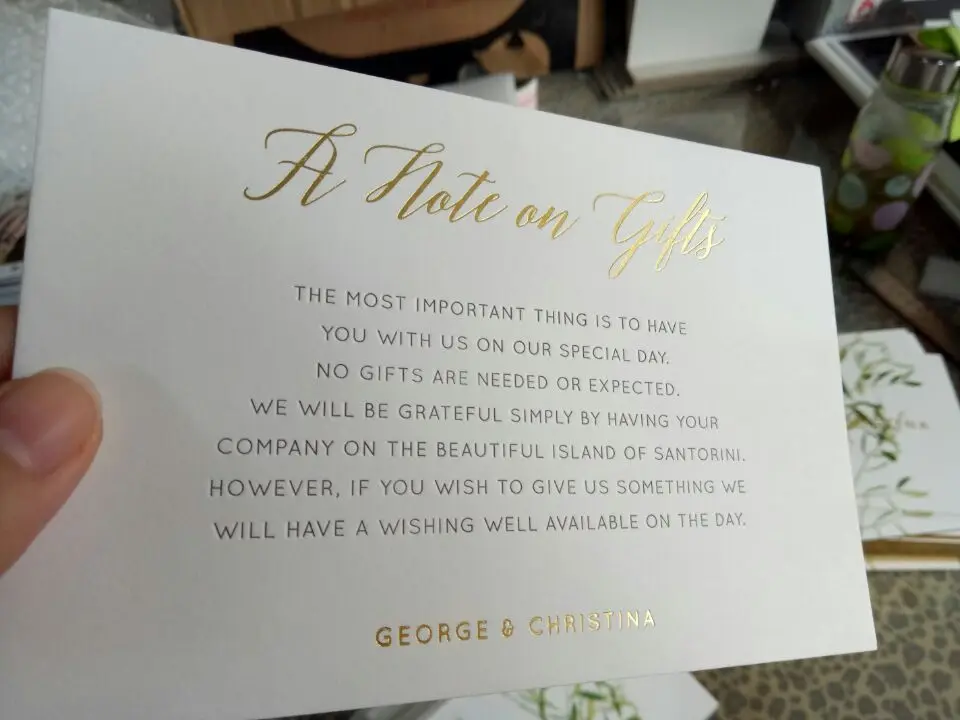 A Note on Gifts
THE MOST IMPORTANT THING IS TO HAVE
YOU WITH US ON OUR SPECIAL DAY.
NO GIFTS ARE NEEDED OR EXPECTED.
WE WILL BE GRATEFUL SIMPLY BY HAVING YOUR
COMPANY ON THE BEAUTIFUL ISLAND OF SANTORINI.
HOWEVER, IF YOU WISH TO GIVE US SOMETHING WE
WILL HAVE A WISHING WELL AVAILABLE ON THE DAY.
GEORGE & CHRISTINA